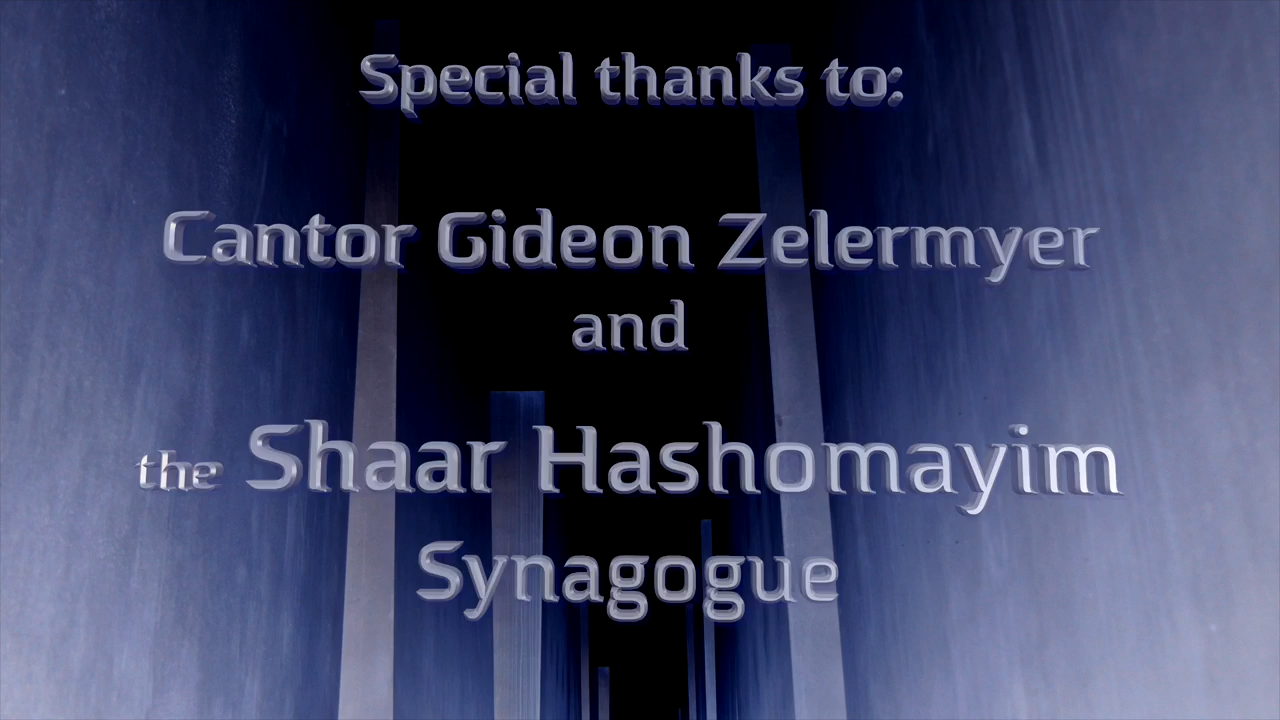 Special thanks to:
Cantor Gideon Zelermyer
and
the Shaar Hashomayim
Synagogue